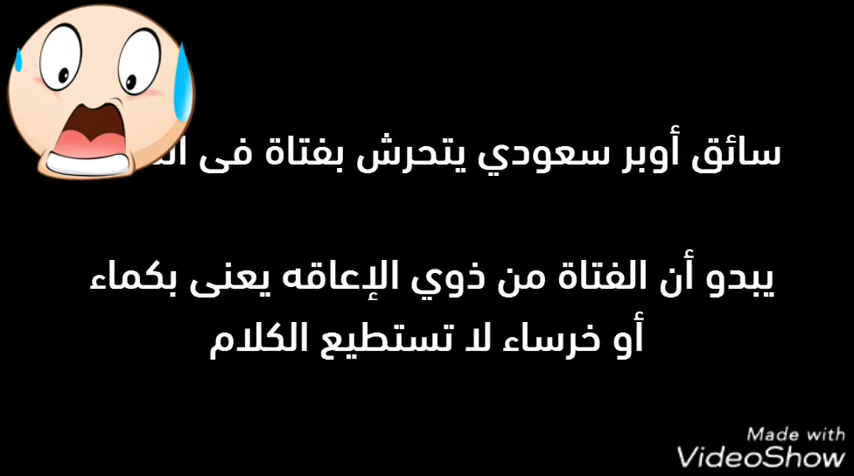 سائق أوبر سعودي يتحرش بفتاة فى
يبدو أن الفتاة من ذوي الإعاقه يعنى بكماء
أو خرساء لا تستطيع الكلام
Made with
VideoShow